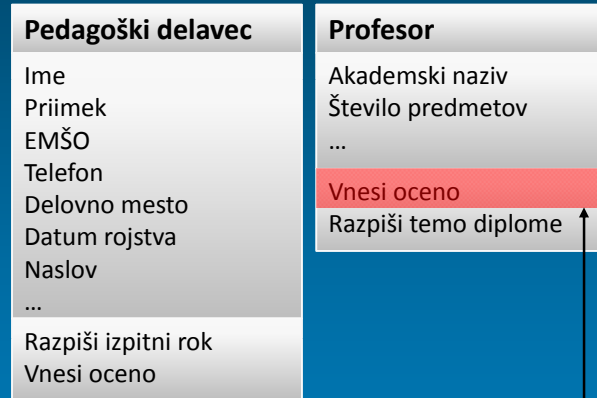 Pedagoški delavec
Ime
Priimek
EMŠO
Telefon
Delovno mesto
Datum rojstva
Naslov
...
Razpiši izpitni rok
Vnesi oceno
Profesor
Akademski naziv
Število predmetov
...
Vnesi oceno
Razpiši temo diplome